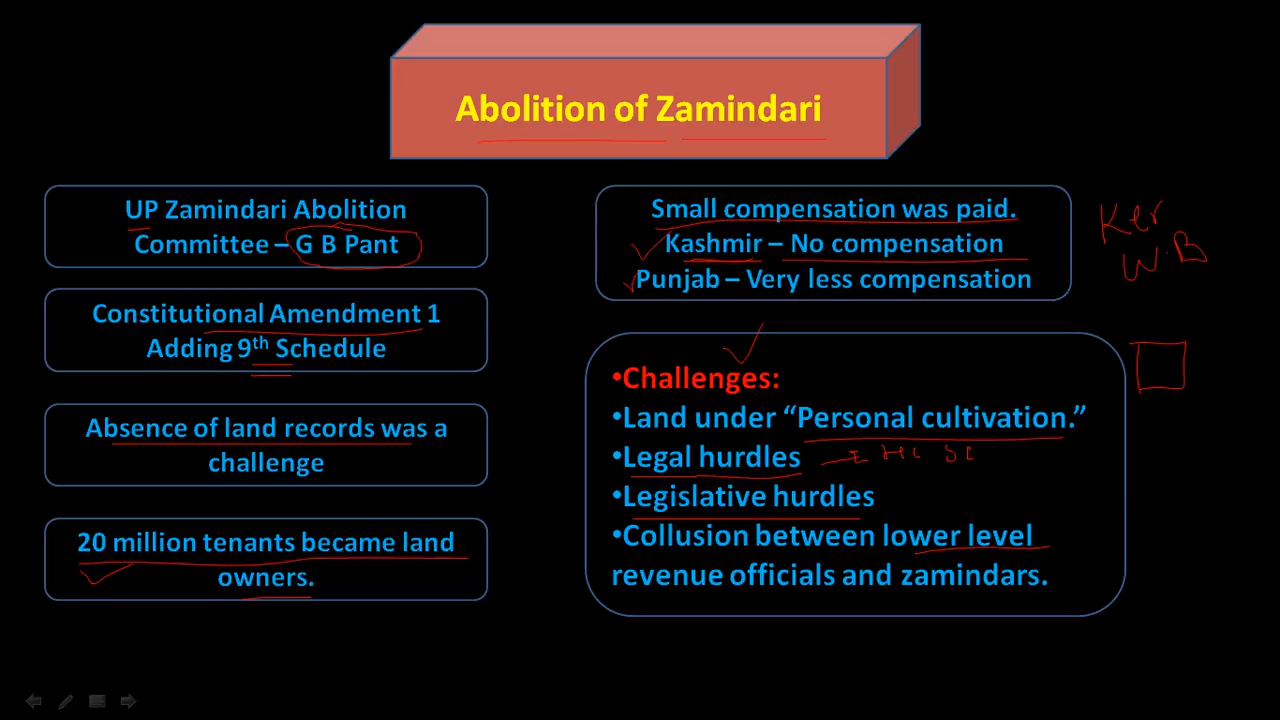 Abolition of Zamindari
UP Zamindari Abolition
Committee – G B Pant
Constitutional Amendment 1
Adding 9th Schedule
Absence of land records was a
challenge
20 million tenants became land
owners.
Small compensation was paid.
Kashmir – No compensation
Punjab – Very less compensation
Ker
W.B
•Challenges:
•Land under “Personal cultivation.”
•Legal hurdles
HC SC
•Legislative hurdles
•Collusion between lower level
revenue officials and zamindars.